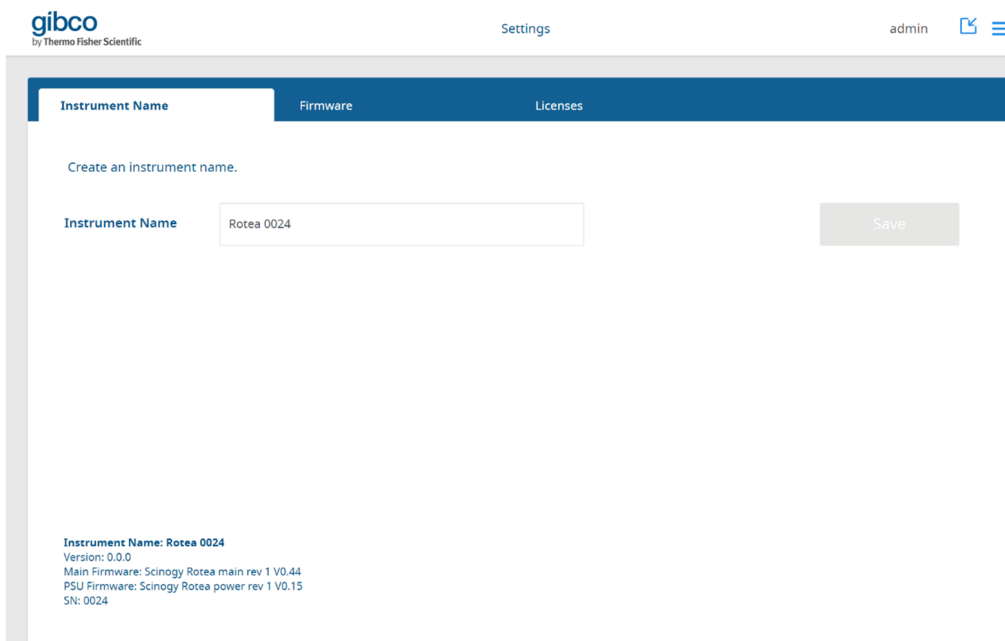 gibco
by Thermo Fisher Scientific
Settings
admin
Instrument Name
Firmware
Licenses
Create an instrument name.
Instrument Name
Rotea 0024
Save
Instrument Name: Rotea 0024
Version: 0.0.0
Main Firmware: Scinogy Rotea main rev 1 V0.44
PSU Firmware: Scinogy Rotea power rev 1 V0.15
SN: 0024